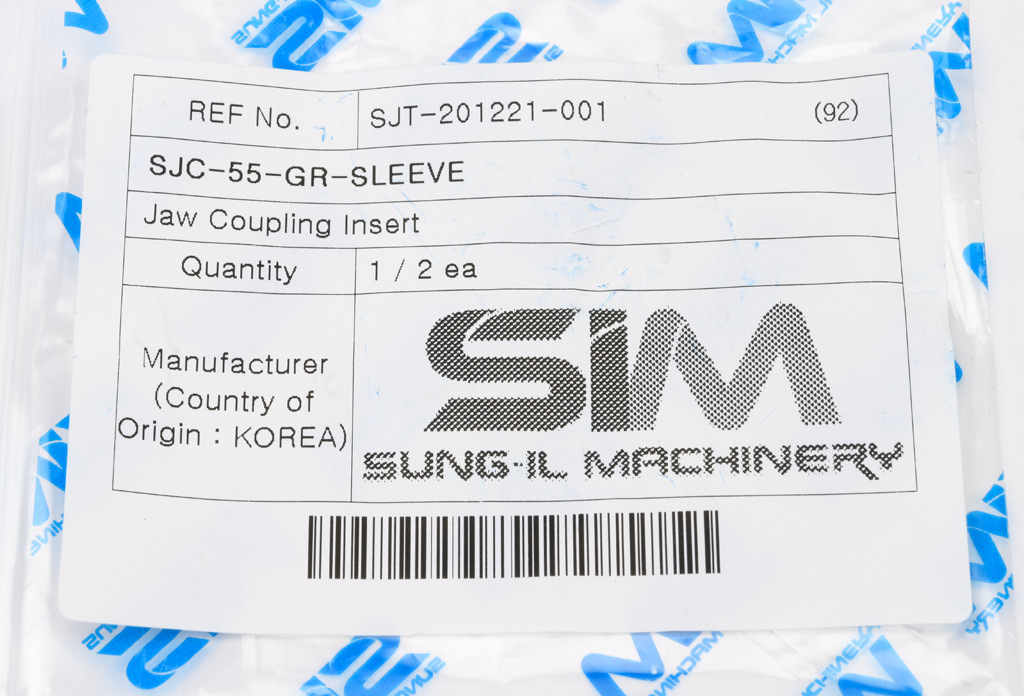 REF No. SJT-201221-001 (92)
SJC-55-GR-SLEEVE
Jaw Coupling Insert
Quantity 1 / 2 ea
Manufacturer
(Country of
Origin : KOREA)
SIM
SUNG-IL MACHINERY